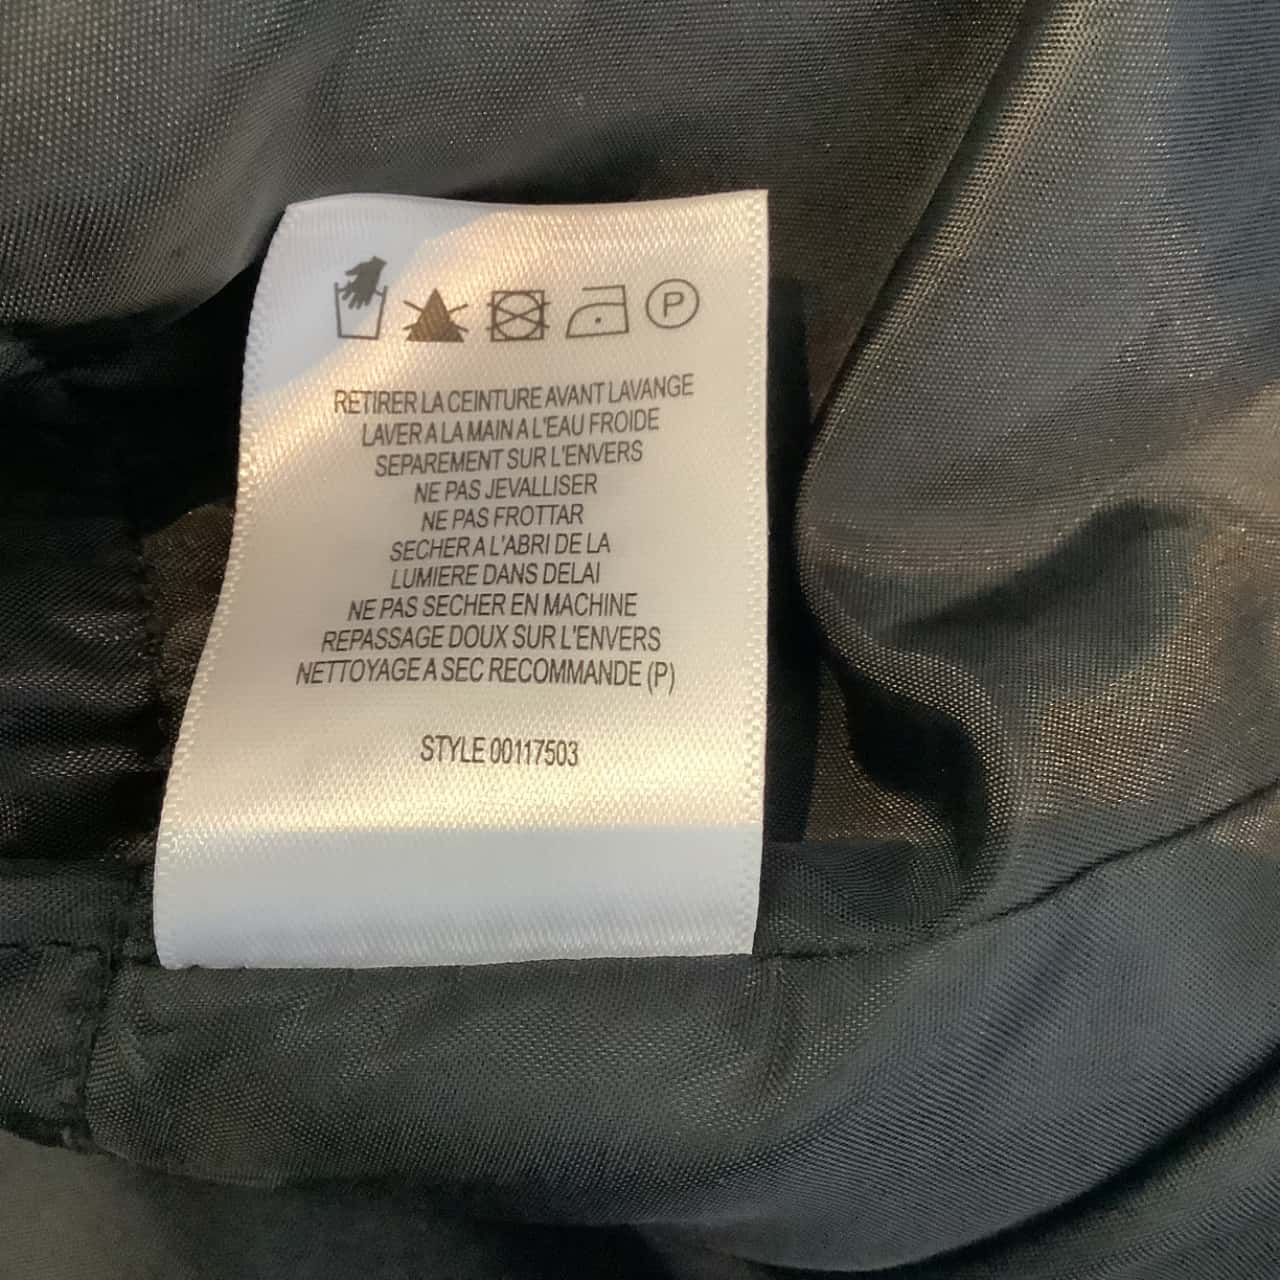 P
RETIRER LA CEINTURE AVANT LAVANGE
LAVER A LA MAIN A L'EAU FROIDE
SEPAREMENT SUR L'ENVERS
NE PAS JEVALLISER
NE PAS FROTTAR
SECHER A L'ABRI DE LA
LUMIERE DANS DELAI
NE PAS SECHER EN MACHINE
REPASSAGE DOUX SUR L'ENVERS
NETTOYAGE A SEC RECOMMANDE (P)
STYLE 00117503